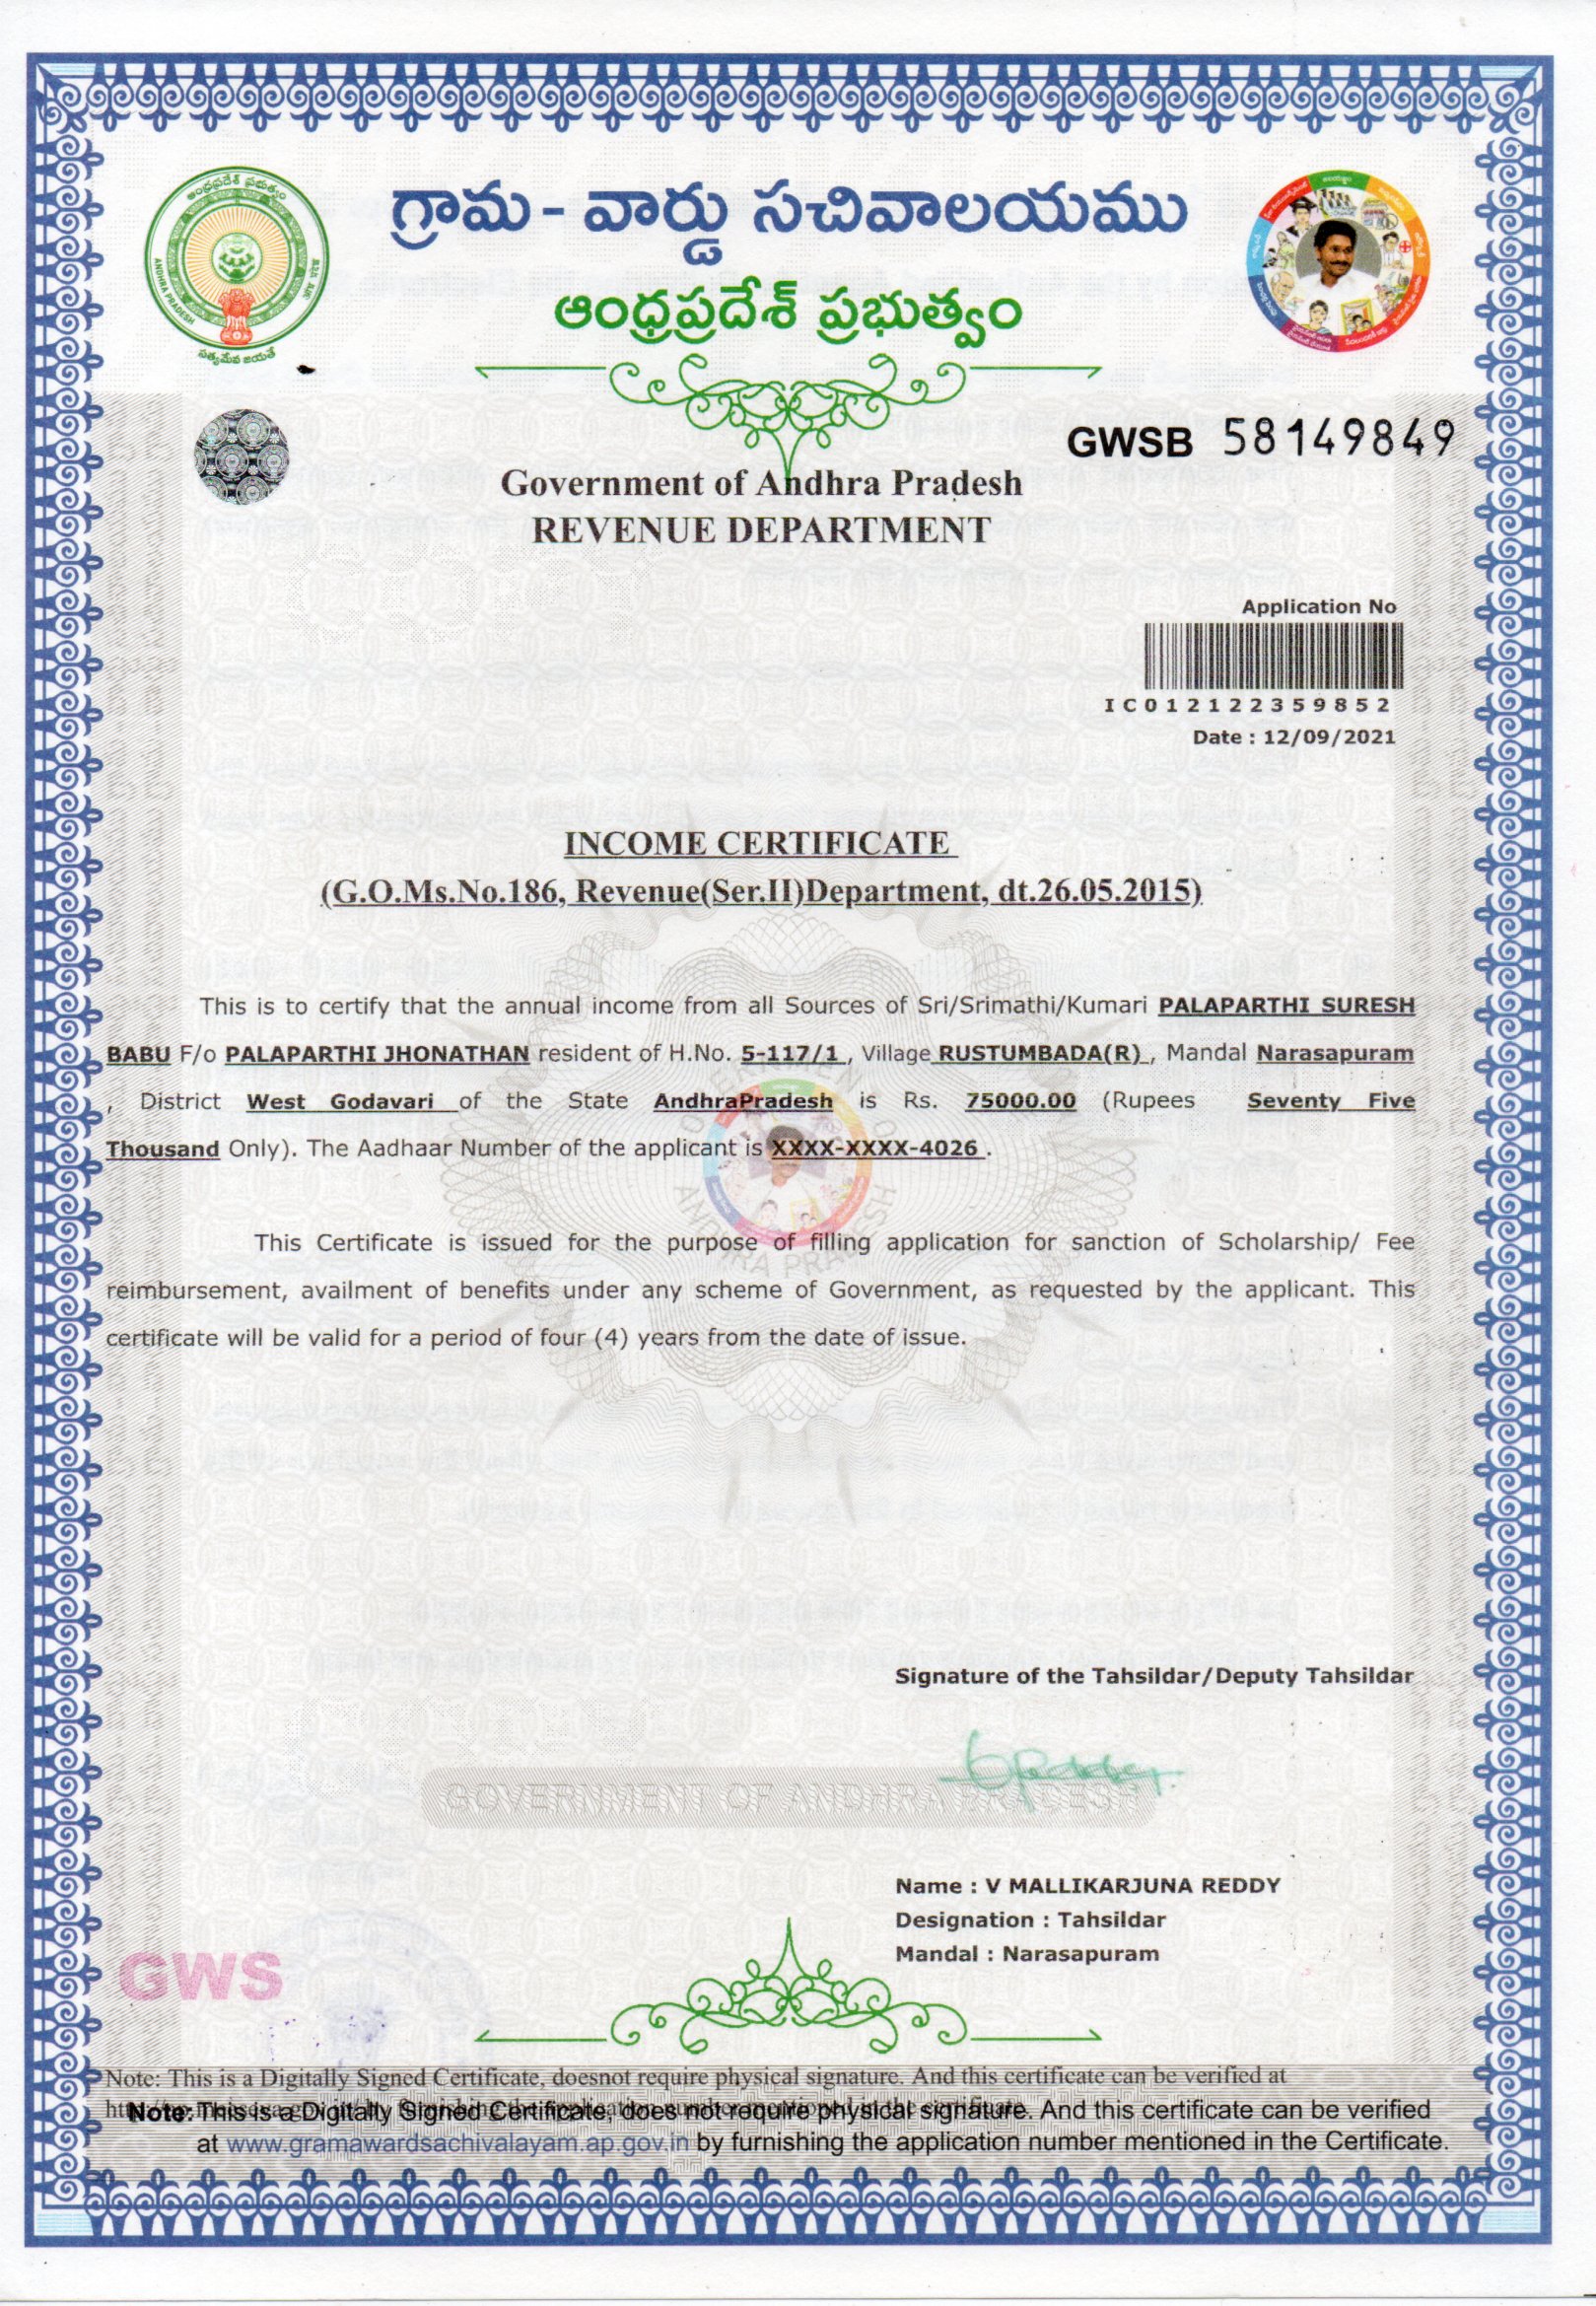 గ్రామ - వార్డు సచివాలయము
ఆంధ్రప్రదేశ్ ప్రభుత్వం
ఆంధ్రప్రదేశ్ ప్రభుత్వం
ANDHRA PRADESH
సత్యమేవ జయతే
GWSB 58149849
Government of Andhra Pradesh
REVENUE DEPARTMENT
Application No
IC012122359852
Date : 12/09/2021
INCOME CERTIFICATE
(G.O.Ms.No.186, Revenue(Ser.II)Department, dt.26.05.2015)
This is to certify that the annual income from all Sources of Sri/Srimathi/Kumari PALAPARTHI SURESH
BABU F/o PALAPARTHI JHONATHAN resident of H.No. 5-117/1 , Village RUSTUMBADA(R) , Mandal Narasapuram
, District West Godavari of the State AndhraPradesh is Rs. 75000.00 (Rupees Seventy Five
Thousand Only). The Aadhaar Number of the applicant is XXXX-XXXX-4026 .
This Certificate is issued for the purpose of filling application for sanction of Scholarship/ Fee
reimbursement, availment of benefits under any scheme of Government, as requested by the applicant. This
certificate will be valid for a period of four (4) years from the date of issue.
Signature of the Tahsildar/Deputy Tahsildar
GOVERNMENT OF ANDHRA PRADESH
Name : V MALLIKARJUNA REDDY
Designation : Tahsildar
Mandal : Narasapuram
GWS
Note: This is a Digitally Signed Certificate, doesnot require physical signature. And this certificate can be verified at
Note: This is a Digitally Signed Certificate, does not require physical signature. And this certificate can be verified
at www.gramawardsachivalayam.ap.gov.in by furnishing the application number mentioned in the Certificate.